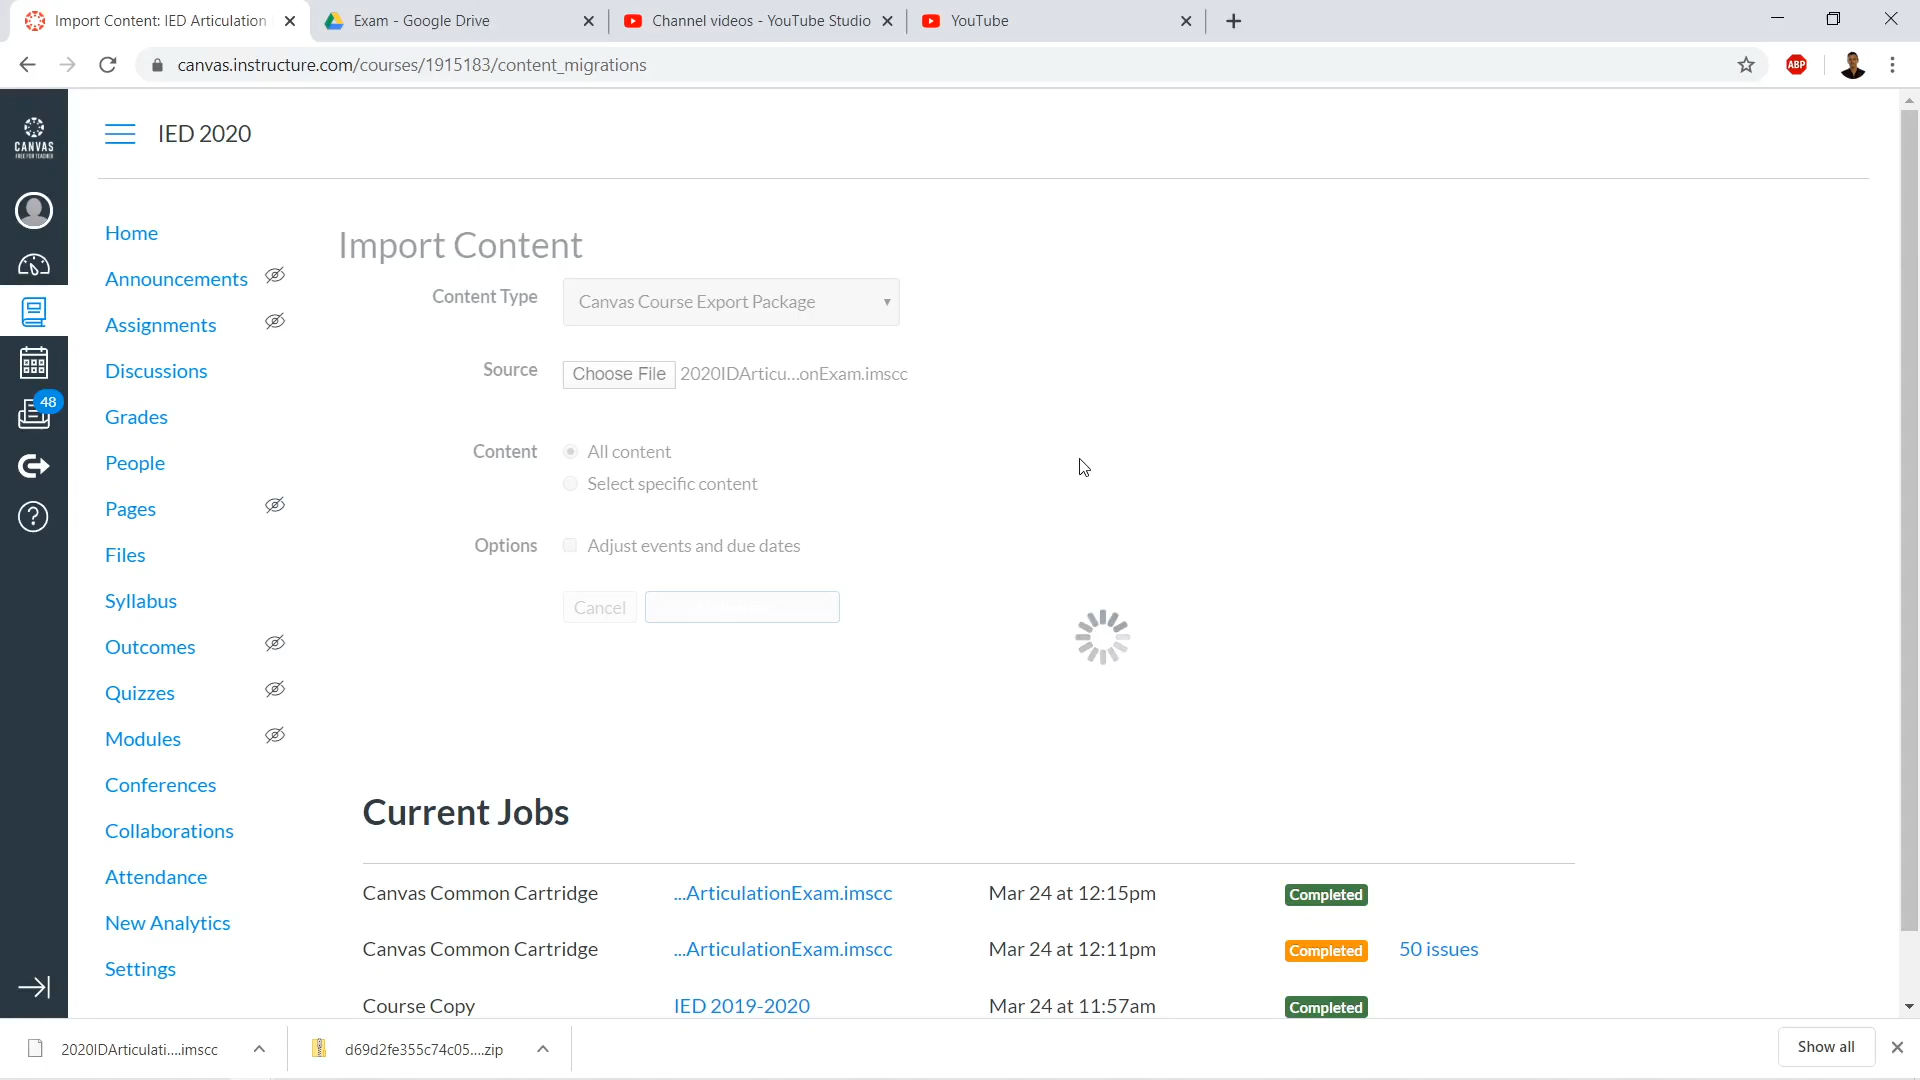 Import Content: IED Articulation
Exam - Google Drive
Channel videos - YouTube Studio
YouTube
canvas.instructure.com/courses/1915183/content_migrations
ABP
CANVAS
FREE FOR TEACHER
IED 2020
48
Home
Announcements
Assignments
Discussions
Grades
People
Pages
Files
Syllabus
Outcomes
Quizzes
Modules
Conferences
Collaborations
Attendance
New Analytics
Settings
Import Content
Content Type Canvas Course Export Package
Source Choose File 2020IDArticu...onExam.imscc
Content All content
Select specific content
Options Adjust events and due dates
Cancel
Current Jobs
Canvas Common Cartridge ...ArticulationExam.imscc Mar 24 at 12:15pm Completed
Canvas Common Cartridge ...ArticulationExam.imscc Mar 24 at 12:11pm Completed 50 issues
Course Copy IED 2019-2020 Mar 24 at 11:57am Completed
2020IDArticulati....imscc
d69d2fe355c74c05....zip
Show all